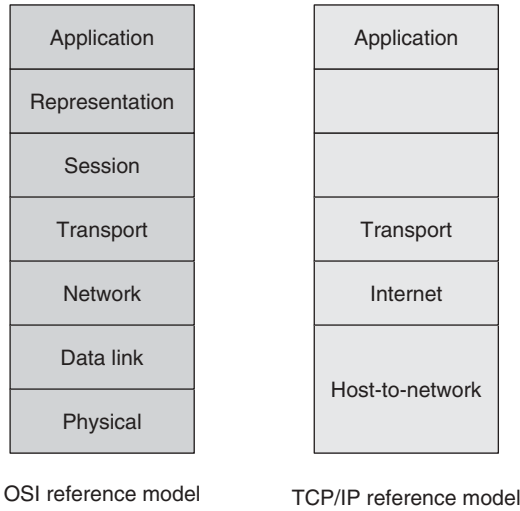 Application
Representation
Session
Transport
Network
Data link
Physical
OSI reference model
Application
Transport
Internet
Host-to-network
TCP/IP reference model